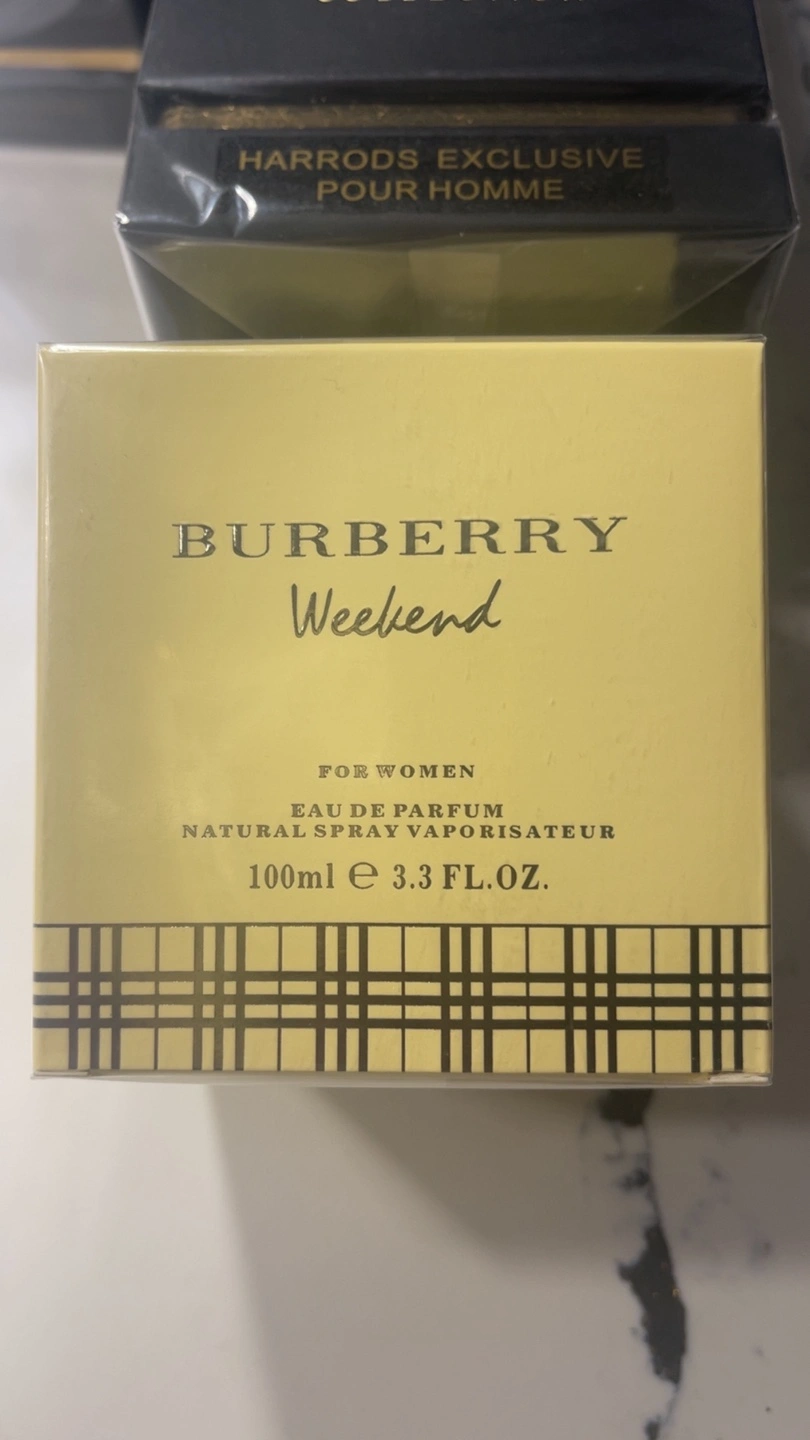 HARRODS EXCLUSIVE
POUR HOMME
BURBERRY
Weekend
FOR WOMEN
EAU DE PARFUM
NATURAL SPRAY VAPORISATEUR
100ml ℮ 3.3 FL.OZ.